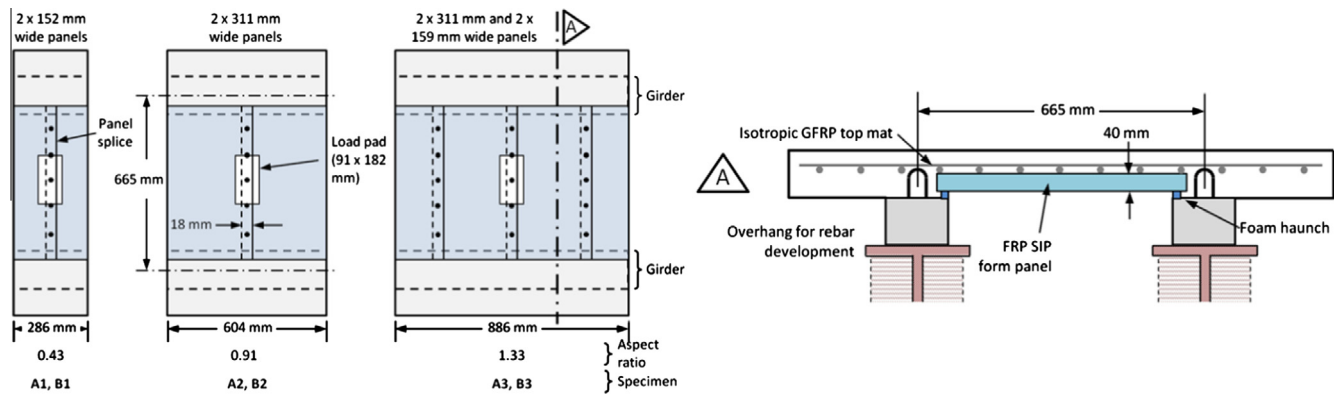 2 x 152 mm
wide panels
2 x 311 mm
wide panels
2 x 311 mm and 2 x
159 mm wide panels
A
Girder
Panel
splice
Load pad
(91 x 182
mm)
665 mm
18 mm
Girder
286 mm
604 mm
886 mm
0.43
0.91
1.33
Aspect
ratio
A1, B1
A2, B2
A3, B3
Specimen
665 mm
Isotropic GFRP top mat
40 mm
A
Overhang for rebar
development
FRP SIP
form panel
Foam haunch